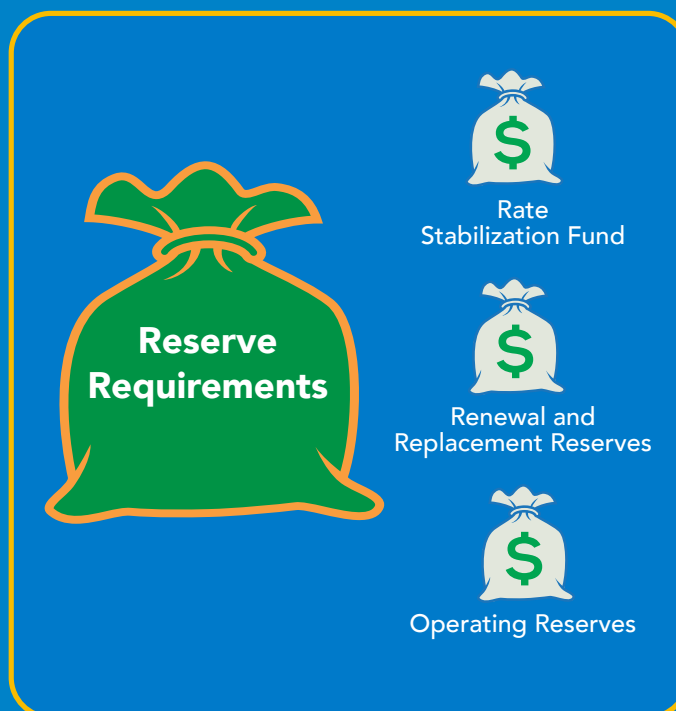 Reserve
Requirements
$
Rate
Stabilization Fund
$
Renewal and
Replacement Reserves
$
Operating Reserves